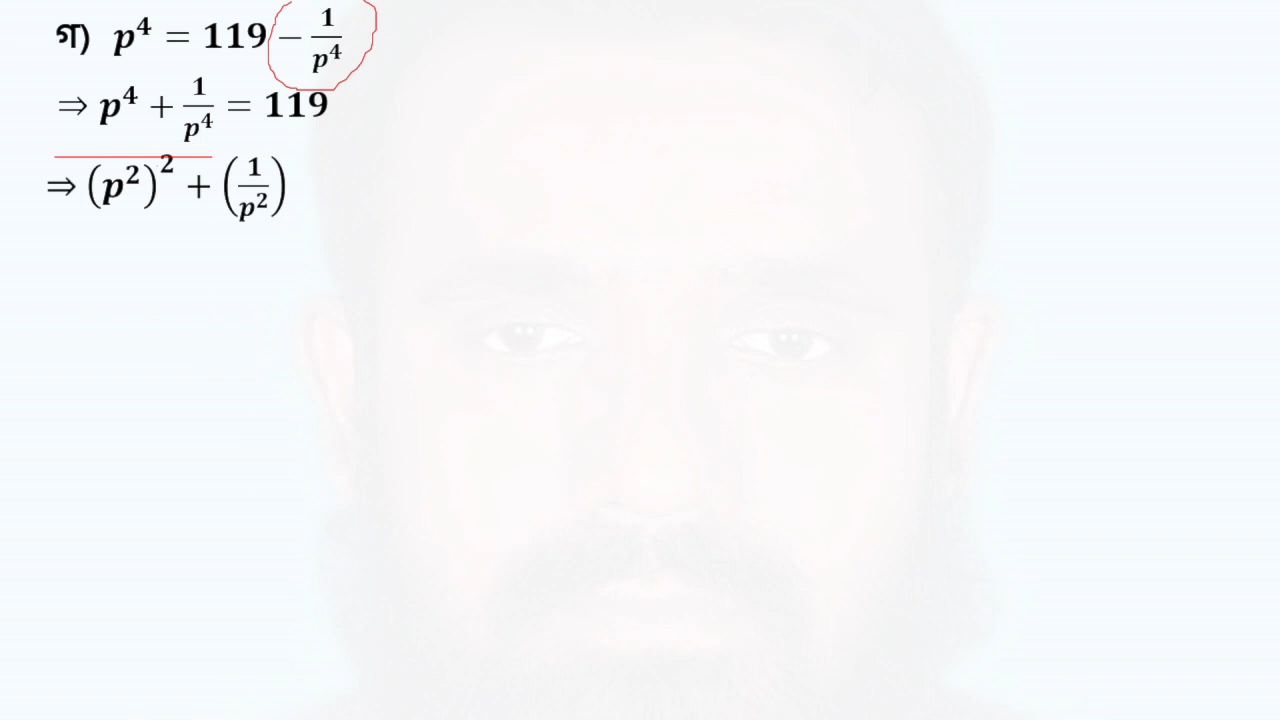 গ) p⁴ = 119 − 1/p⁴
⇒ p⁴ + 1/p⁴ = 119
⇒ (p²)² + (1/p²)